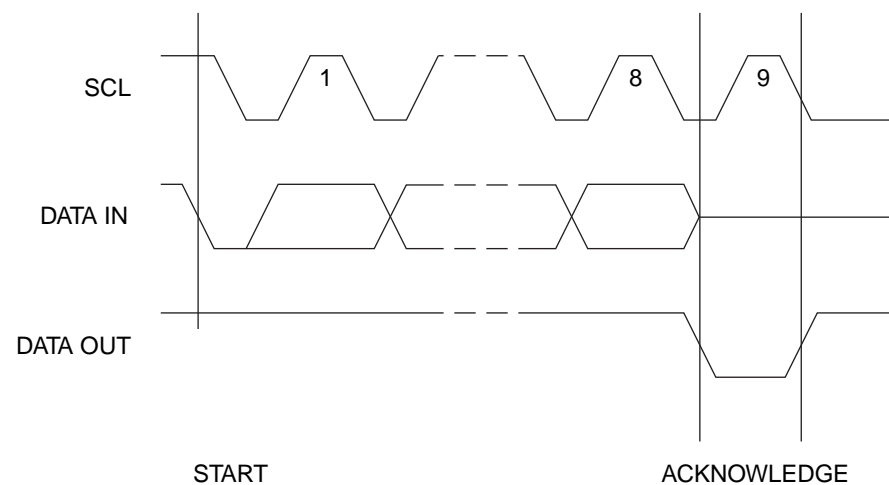 SCL
1
8
9
DATA IN
DATA OUT
START
ACKNOWLEDGE